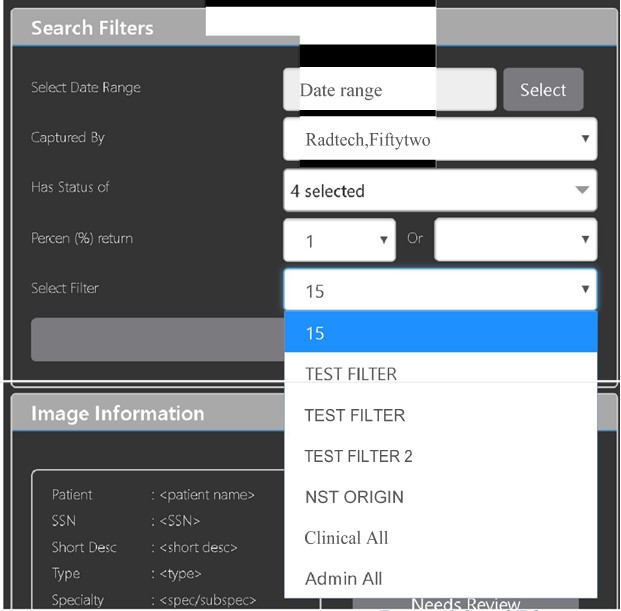 Search Filters
Select Date Range Date range Select
Captured By Radtech,Fiftytwo
Has Status of 4 selected
Percen (%) return 1 Or
Select Filter 15
15
TEST FILTER
TEST FILTER
TEST FILTER 2
NST ORIGIN
Clinical All
Admin All
Image Information
Patient : <patient name>
SSN : <SSN>
Short Desc : <short desc>
Type : <type>
Specialty : <spec/subspec>
Needs Review